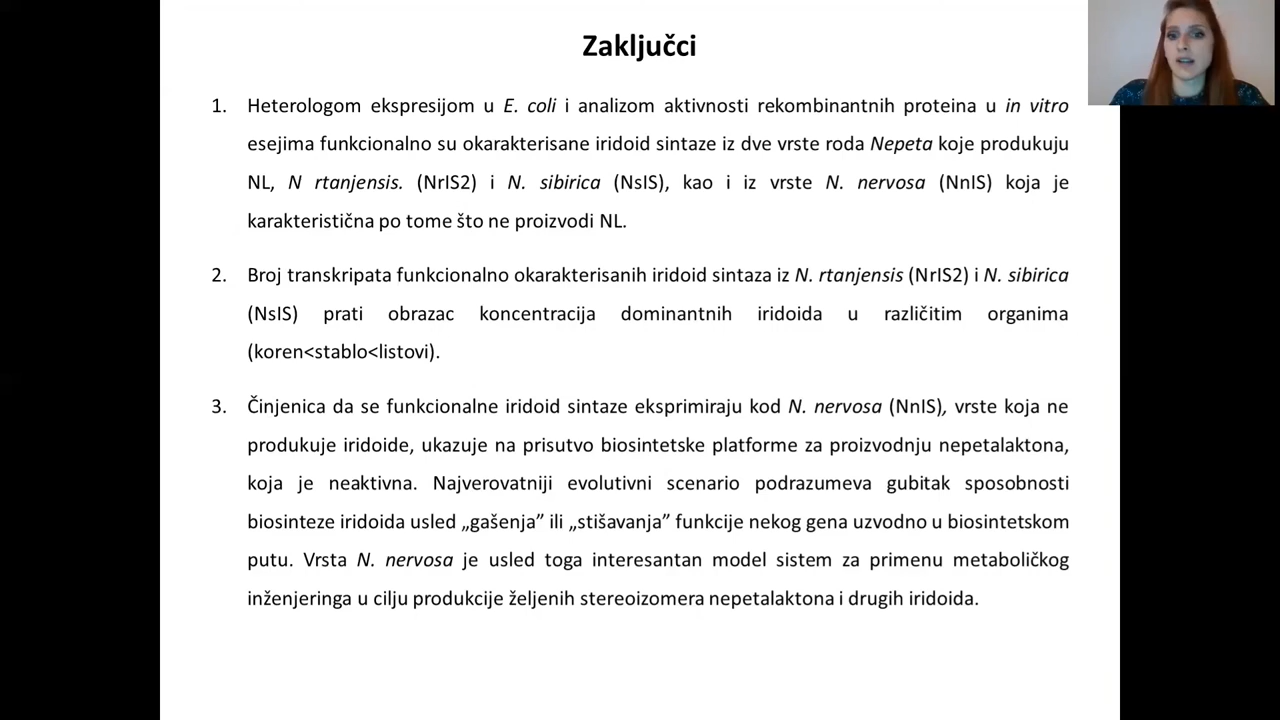 Zaključci
1. Heterologom ekspresijom u E. coli i analizom aktivnosti rekombinantnih proteina u in vitro
esejima funkcionalno su okarakterisane iridoid sintaze iz dve vrste roda Nepeta koje produkuju
NL, N rtanjensis. (NrIS2) i N. sibirica (NsIS), kao i iz vrste N. nervosa (NnIS) koja je
karakteristična po tome što ne proizvodi NL.
2. Broj transkripata funkcionalno okarakterisanih iridoid sintaza iz N. rtanjensis (NrIS2) i N. sibirica
(NsIS) prati obrazac koncentracija dominantnih iridoida u različitim organima
(koren<stablo<listovi).
3. Činjenica da se funkcionalne iridoid sintaze eksprimiraju kod N. nervosa (NnIS), vrste koja ne
produkuje iridoide, ukazuje na prisutvo biosintetske platforme za proizvodnju nepetalaktona,
koja je neaktivna. Najverovatniji evolutivni scenario podrazumeva gubitak sposobnosti
biosinteze iridoida usled „gašenja” ili „stišavanja” funkcije nekog gena uzvodno u biosintetskom
putu. Vrsta N. nervosa je usled toga interesantan model sistem za primenu metaboličkog
inženjeringa u cilju produkcije željenih stereoizomera nepetalaktona i drugih iridoida.